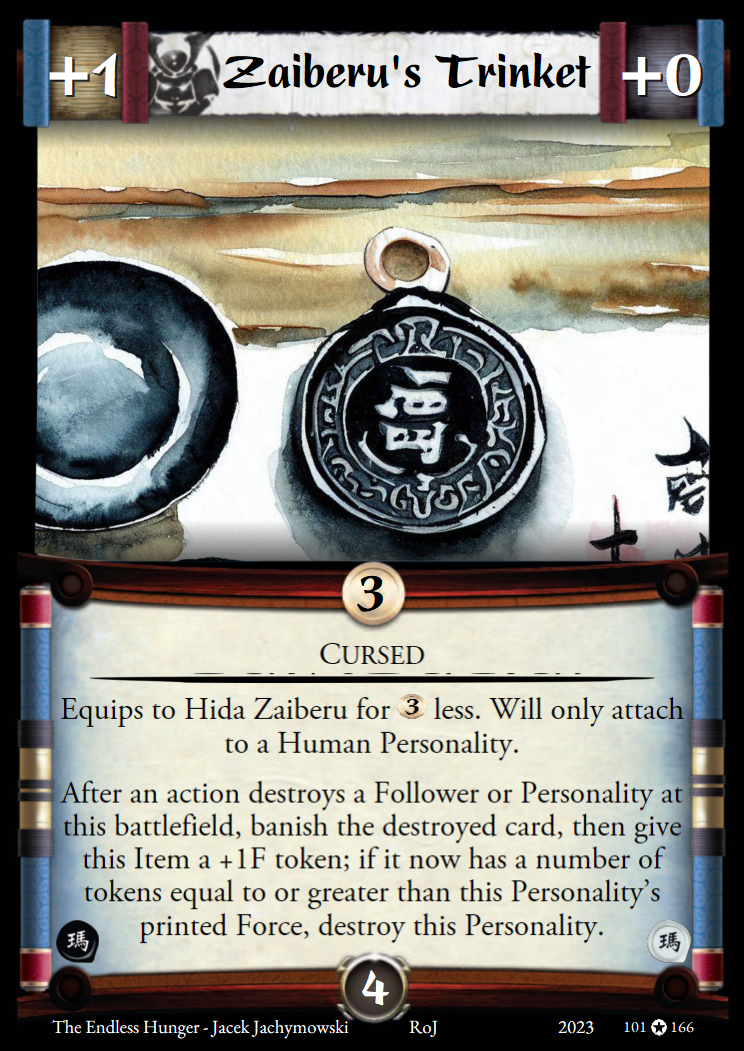 +1
Zaiberu's Trinket
+0
3
CURSED
Equips to Hida Zaiberu for 3 less. Will only attach
to a Human Personality.
After an action destroys a Follower or Personality at
this battlefield, banish the destroyed card, then give
this Item a +1F token; if it now has a number of
tokens equal to or greater than this Personality’s
printed Force, destroy this Personality.
瑪
瑪
4
The Endless Hunger - Jacek Jachymowski RoJ 2023 101 166